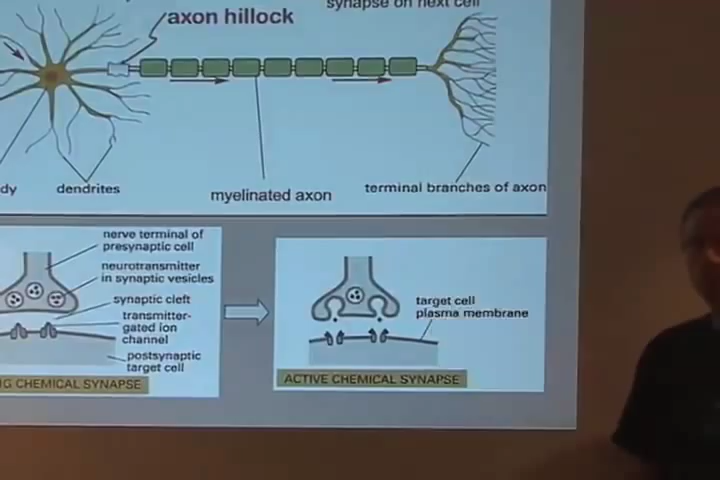 synapse on next cell
axon hillock
dy
dendrites
myelinated axon
terminal branches of axon
nerve terminal of
presynaptic cell
neurotransmitter
in synaptic vesicles
synaptic cleft
transmitter-
gated ion
channel
postsynaptic
target cell
G CHEMICAL SYNAPSE
target cell
plasma membrane
ACTIVE CHEMICAL SYNAPSE